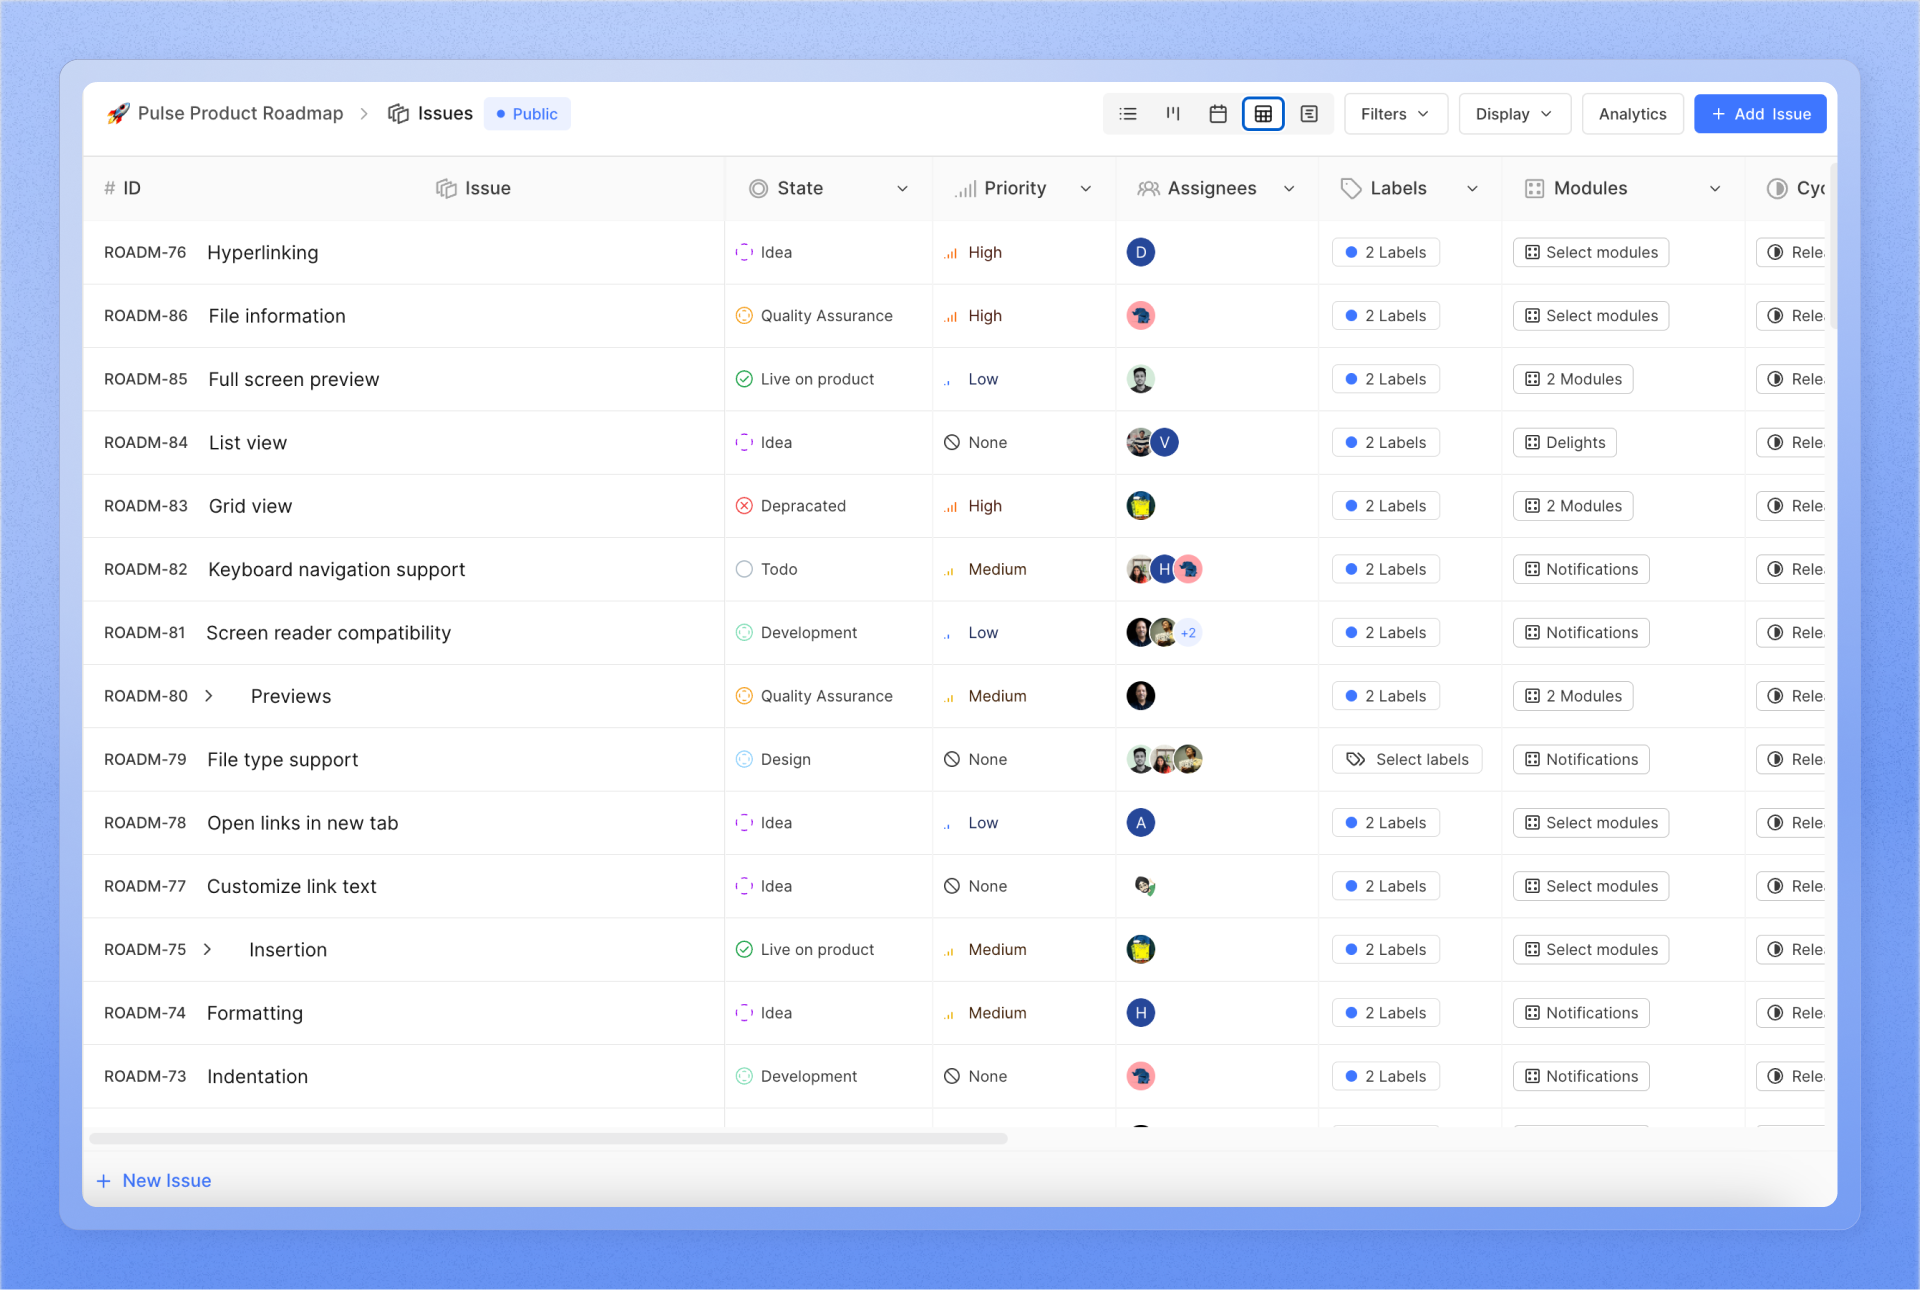 Pulse Product Roadmap > Issues Public Filters Display Analytics + Add Issue
# ID Issue State Priority Assignees Labels Modules Cyc
ROADM-76 Hyperlinking Idea High D 2 Labels Select modules Rele
ROADM-86 File information Quality Assurance High 2 Labels Select modules Rele
ROADM-85 Full screen preview Live on product Low 2 Labels 2 Modules Rele
ROADM-84 List view Idea None V 2 Labels Delights Rele
ROADM-83 Grid view Depracated High 2 Labels 2 Modules Rele
ROADM-82 Keyboard navigation support Todo Medium H 2 Labels Notifications Rele
ROADM-81 Screen reader compatibility Development Low +2 2 Labels Notifications Rele
ROADM-80 > Previews Quality Assurance Medium 2 Labels 2 Modules Rele
ROADM-79 File type support Design None Select labels Notifications Rele
ROADM-78 Open links in new tab Idea Low A 2 Labels Select modules Rele
ROADM-77 Customize link text Idea None 2 Labels Select modules Rele
ROADM-75 > Insertion Live on product Medium 2 Labels Select modules Rele
ROADM-74 Formatting Idea Medium H 2 Labels Notifications Rele
ROADM-73 Indentation Development None 2 Labels Notifications Rele
+ New Issue